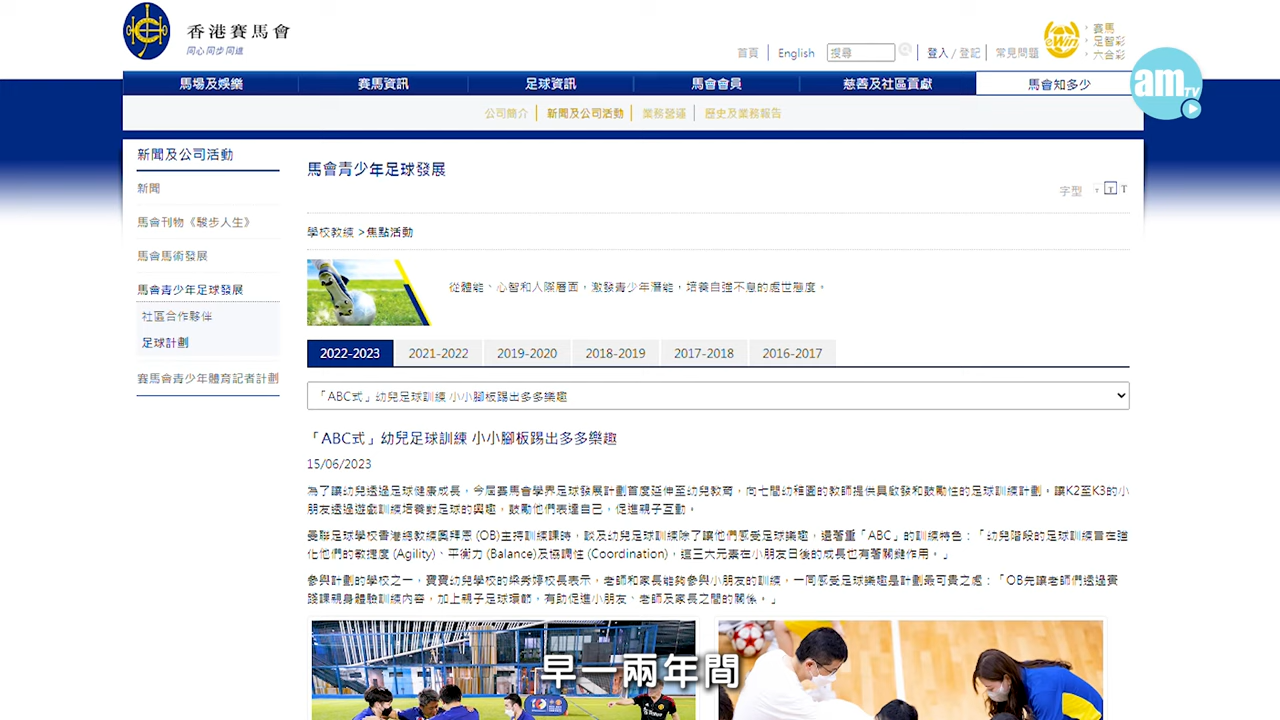 香港賽馬會
同心同步同進
首頁
English
搜尋
登入 / 登記
常見問題
eWin
賽馬
足智彩
六合彩
amTV
馬場及娛樂
賽馬資訊
足球資訊
馬會會員
慈善及社區貢獻
馬會知多少
公司簡介
新聞及公司活動
業務營運
歷史及業務報告
新聞及公司活動
新聞
馬會刊物《駿步人生》
馬會馬術發展
馬會青少年足球發展
社區合作夥伴
足球計劃
賽馬會青少年體育記者計劃
馬會青少年足球發展
字型 T T T
學校教練 > 焦點活動
從體能、心智和人際層面，激發青少年潛能，培養自強不息的處世態度。
2022-2023
2021-2022
2019-2020
2018-2019
2017-2018
2016-2017
「ABC式」幼兒足球訓練 小小腳板踢出多多樂趣
「ABC式」幼兒足球訓練 小小腳板踢出多多樂趣
15/06/2023
為了讓幼兒透過足球健康成長，今屆賽馬會學界足球發展計劃首度延伸至幼兒教育，向七間幼稚園的教師提供具啟發和鼓勵性的足球訓練計劃。讓K2至K3的小
朋友透過遊戲訓練培養對足球的興趣，鼓勵他們表達自己，促進親子互動。
曼聯足球學校香港總教練奧拜恩 (OB)主持訓練課時，談及幼兒足球訓練除了讓他們感受足球樂趣，還著重「ABC」的訓練特色：「幼兒階段的足球訓練旨在強
化他們的敏捷度 (Agility)、平衡力 (Balance)及協調性 (Coordination)，這三大元素在小朋友日後的成長也有著關鍵作用。」
參與計劃的學校之一，寶寶幼兒學校的梁秀婷校長表示，老師和家長能夠參與小朋友的訓練，一同感受足球樂趣是計劃最可貴之處：「OB先讓老師們透過實
踐課親身體驗訓練內容，加上親子足球環節，有助促進小朋友、老師及家長之間的關係。」
早一兩年間